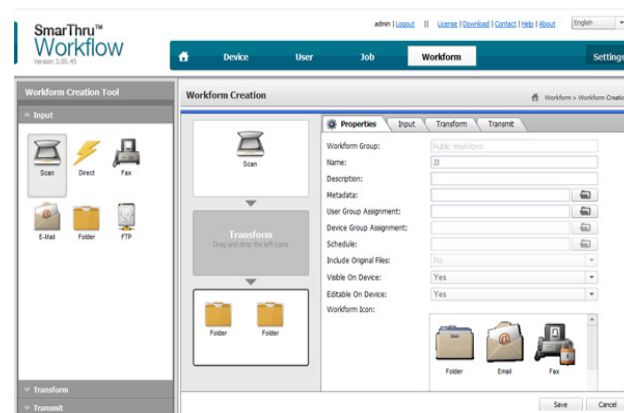 SmarThru™
Workflow
Version 3.00.45
admin | Logout || License | Download | Contact | Help | About English
Device User Job Workform Settings
Workform Creation Tool
Workform Creation
Workform > Workform Creatio
Input
Scan Direct Fax
E-Mail Folder FTP
Transform
Transmit
Scan
Transform
Drag and drop the left icons
Folder Folder
Properties Input Transform Transmit
Workform Group: Public Workform
Name: JJ
Description:
Metadata:
User Group Assignment:
Device Group Assignment:
Schedule:
Include Original Files: No
Visible On Device: Yes
Editable On Device: Yes
Workform Icon:
Folder Email Fax
Save Cancel